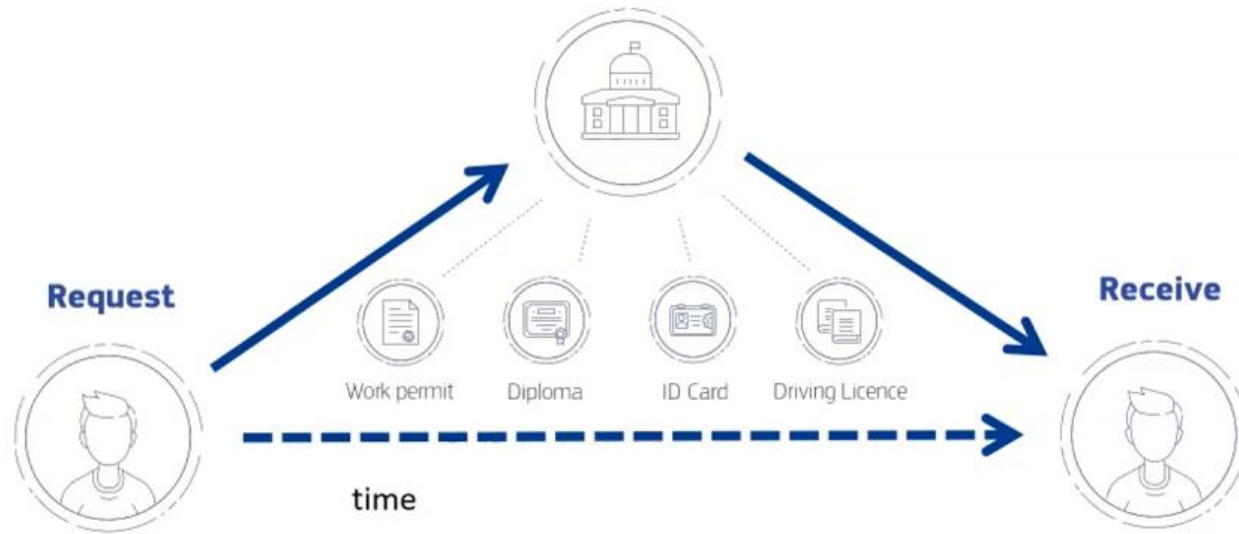 Request
Receive
Work permit
Diploma
ID Card
Driving Licence
time